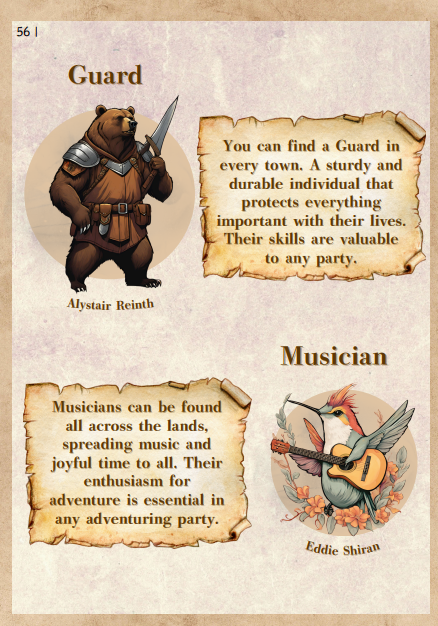 56 |
Guard
You can find a Guard in
every town. A sturdy and
durable individual that
protects everything
important with their lives.
Their skills are valuable
to any party.
Alystair Reinth
Musician
Musicians can be found
all across the lands,
spreading music and
joyful time to all. Their
enthusiasm for
adventure is essential in
any adventuring party.
Eddie Shiran